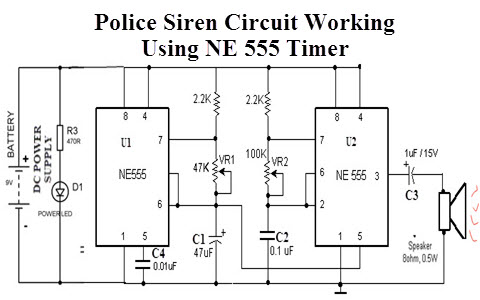 Police Siren Circuit Working
Using NE 555 Timer
BATTERY
+
9V
-
DC POWER
SUPPLY
R3
470R
D1
POWER LED
8 4
U1
7
NE555
6
1 5
C4
0.01uF
2.2K
47K
VR1
C1
+
47uF
2.2K
100K
VR2
C2
0.1 uF
8 4
7
U2
6
NE 555
3
2
1 5
1uF / 15V
+
C3
Speaker
8ohm, 0.5W